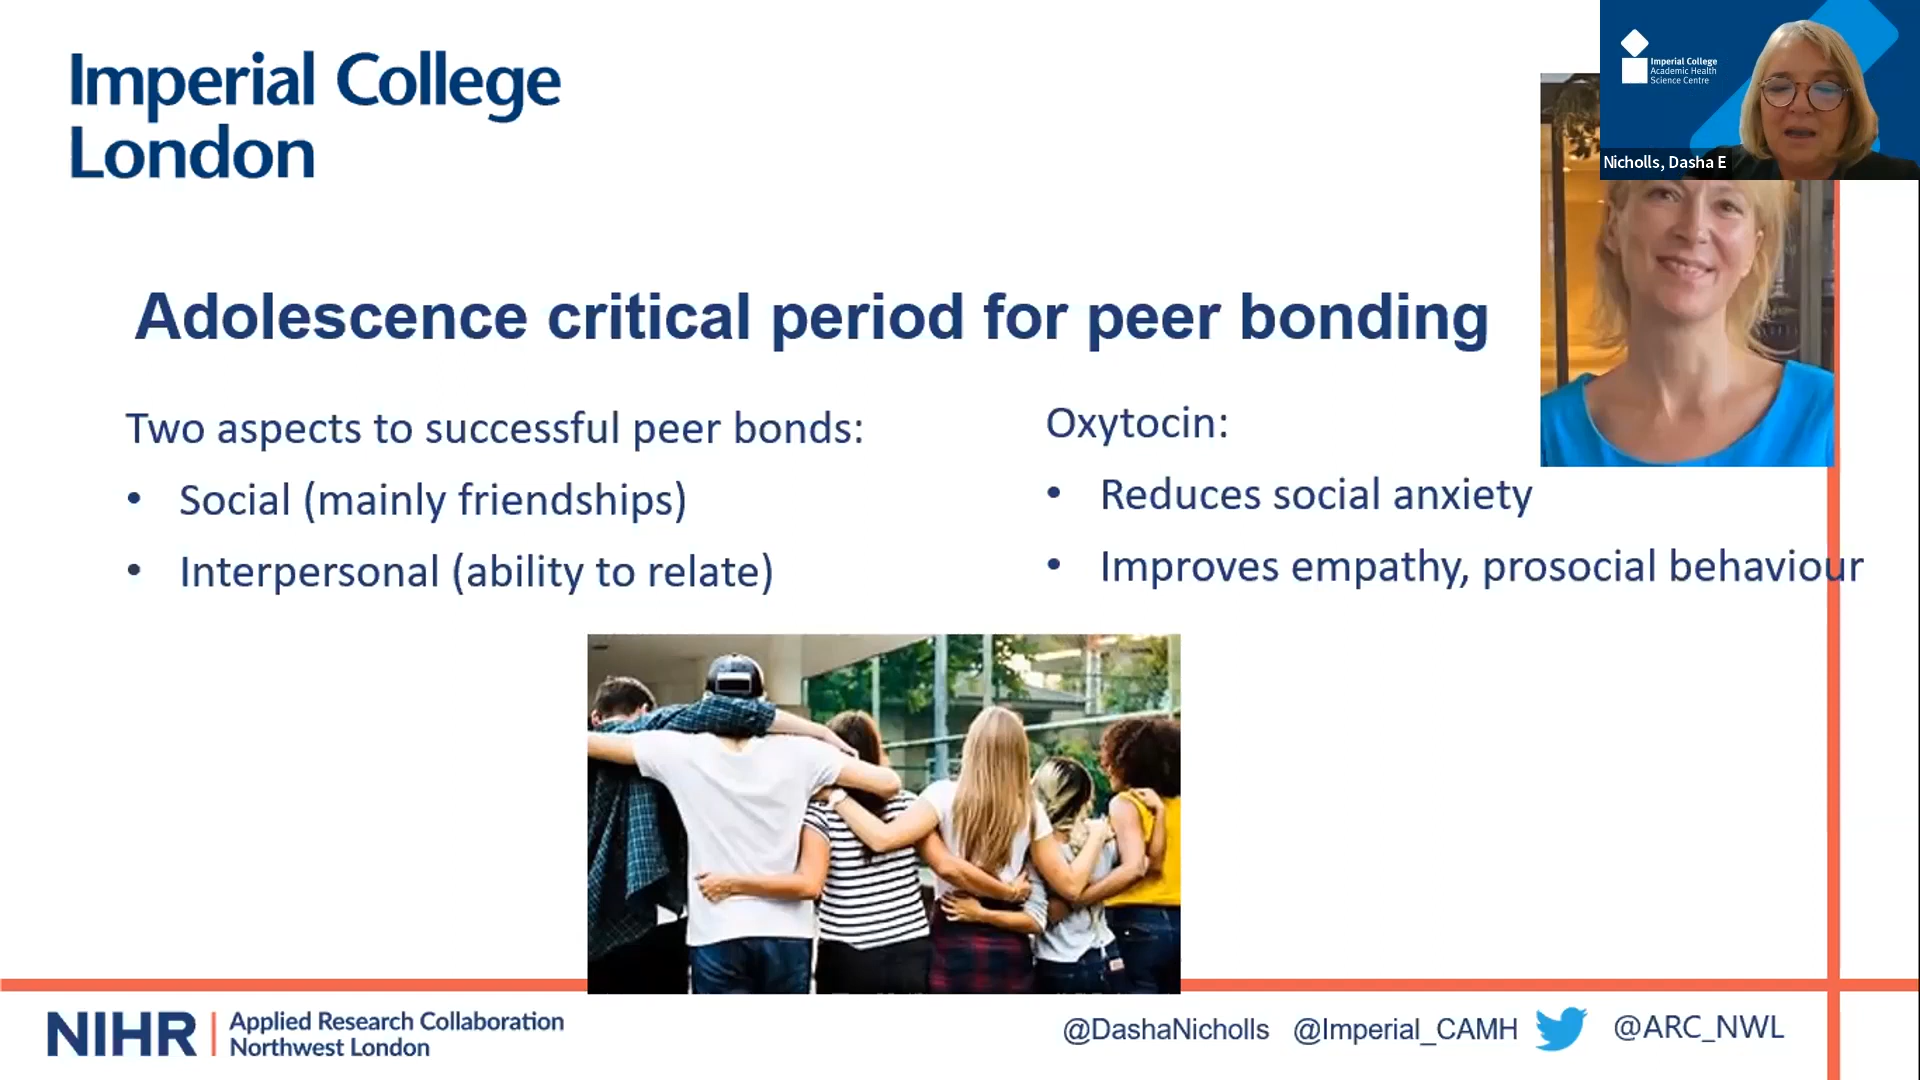 Imperial College
London
Imperial College
Academic Health
Science Centre
Nicholls, Dasha E
Adolescence critical period for peer bonding
Two aspects to successful peer bonds:
• Social (mainly friendships)
• Interpersonal (ability to relate)
Oxytocin:
• Reduces social anxiety
• Improves empathy, prosocial behaviour
NIHR
Applied Research Collaboration
Northwest London
@DashaNicholls @Imperial_CAMH @ARC_NWL